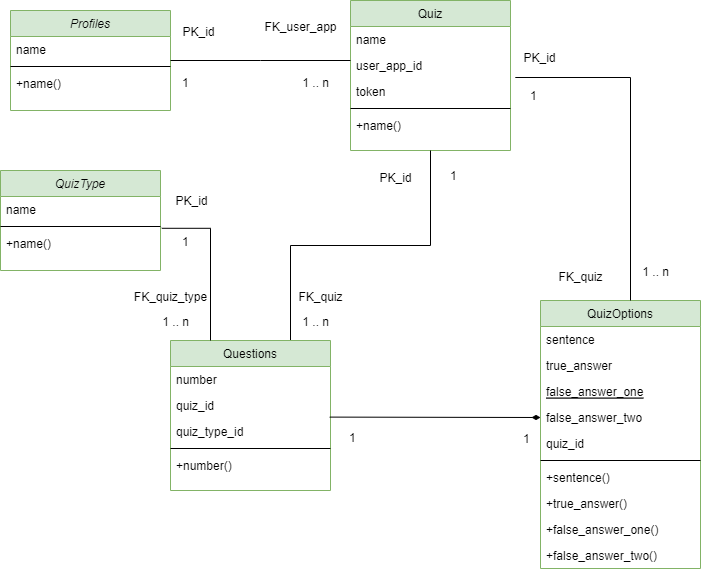 Profiles
name
+name()
PK_id
1
FK_user_app
1 .. n
Quiz
name
user_app_id
token
+name()
PK_id
1
PK_id
1
QuizType
name
+name()
PK_id
1
FK_quiz_type
1 .. n
FK_quiz
1 .. n
FK_quiz
1 .. n
Questions
number
quiz_id
quiz_type_id
+number()
1
1
QuizOptions
sentence
true_answer
false_answer_one
false_answer_two
quiz_id
+sentence()
+true_answer()
+false_answer_one()
+false_answer_two()